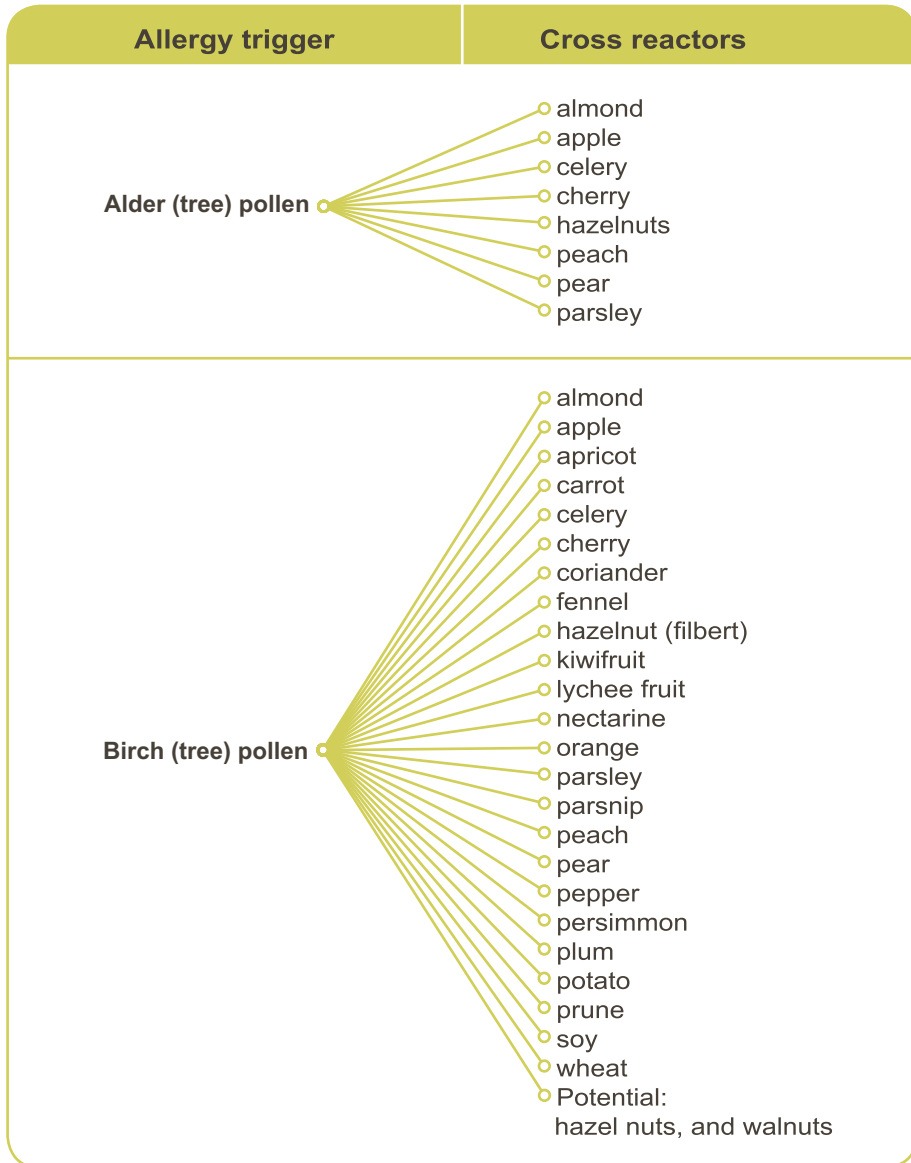 Allergy trigger
Cross reactors
Alder (tree) pollen
almond
apple
celery
cherry
hazelnuts
peach
pear
parsley
Birch (tree) pollen
almond
apple
apricot
carrot
celery
cherry
coriander
fennel
hazelnut (filbert)
kiwifruit
lychee fruit
nectarine
orange
parsley
parsnip
peach
pear
pepper
persimmon
plum
potato
prune
soy
wheat
Potential:
hazel nuts, and walnuts